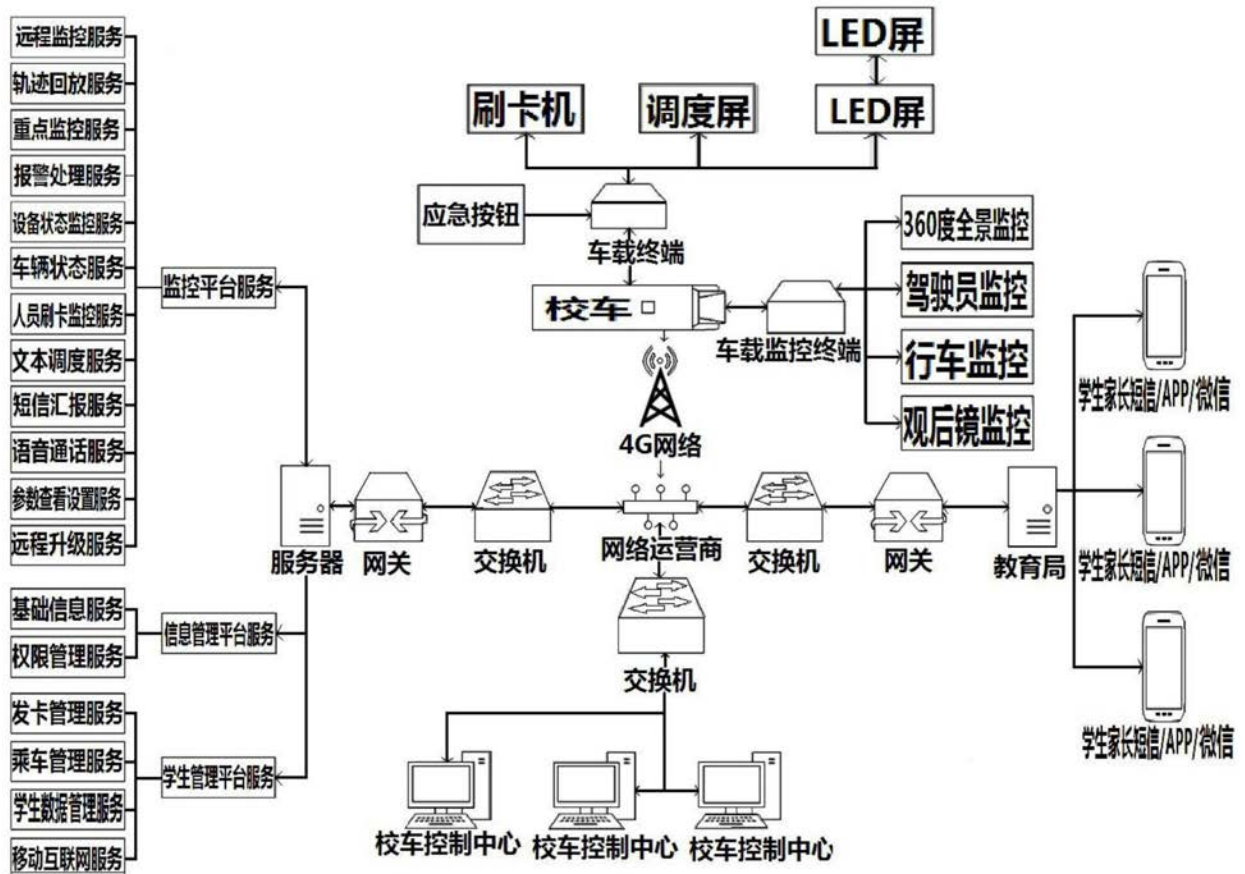 远程监控服务
轨迹回放服务
重点监控服务
报警处理服务
设备状态监控服务
车辆状态服务
人员刷卡监控服务
文本调度服务
短信汇报服务
语音通话服务
参数查看设置服务
远程升级服务
基础信息服务
权限管理服务
发卡管理服务
乘车管理服务
学生数据管理服务
移动互联网服务
监控平台服务
信息管理平台服务
学生管理平台服务
LED屏
LED屏
刷卡机
调度屏
应急按钮
车载终端
校车
车载监控终端
360度全景监控
驾驶员监控
行车监控
观后镜监控
4G网络
服务器
网关
交换机
网络运营商
交换机
网关
教育局
交换机
校车控制中心
校车控制中心
校车控制中心
学生家长短信/APP/微信
学生家长短信/APP/微信
学生家长短信/APP/微信